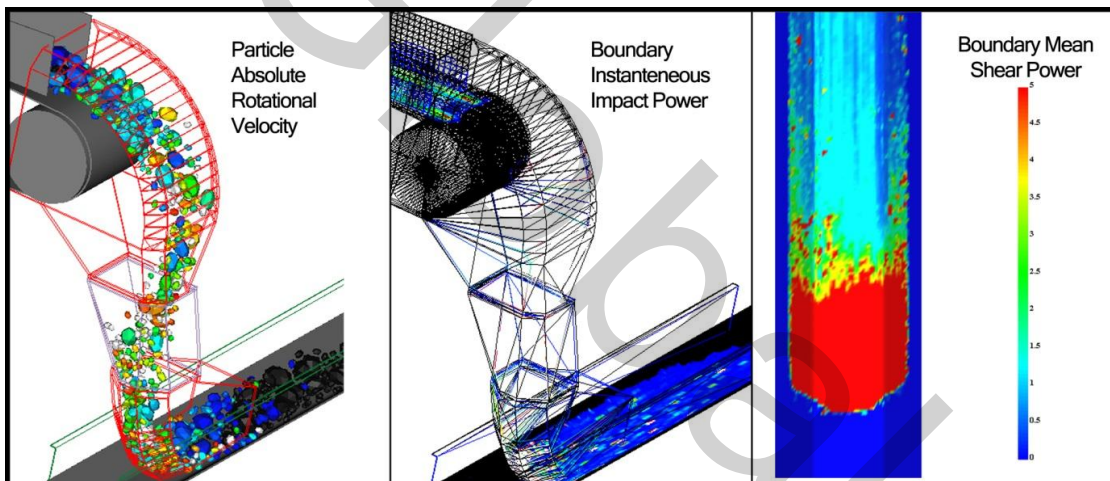 Particle
Absolute
Rotational
Velocity
Boundary
Instanteneous
Impact Power
Boundary Mean
Shear Power
5
4.5
4
3.5
3
2.5
2
1.5
1
0.5
0